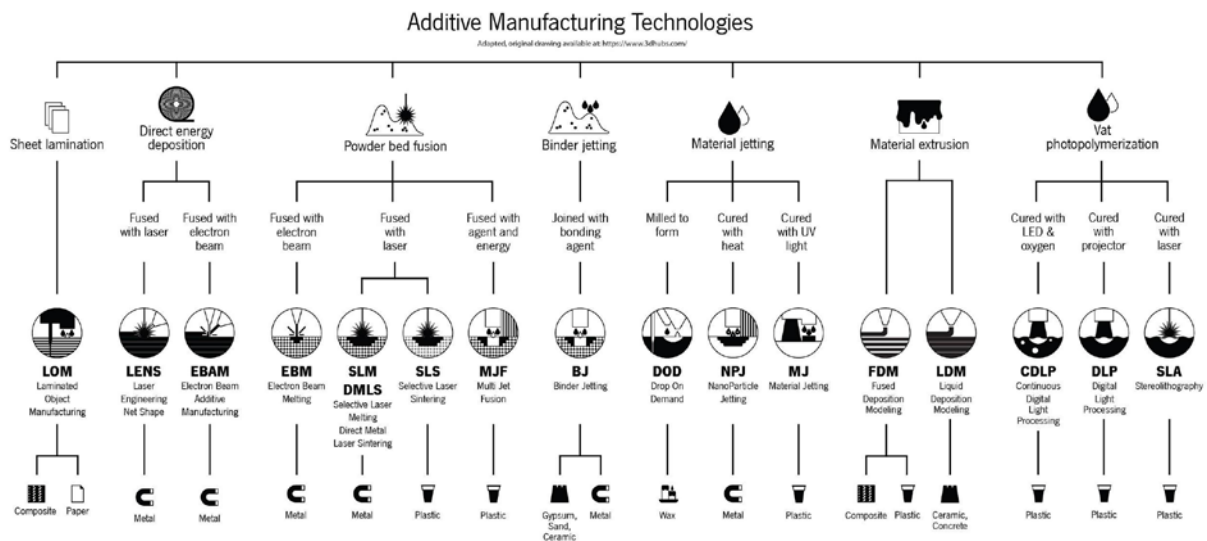 Additive Manufacturing Technologies
Adapted, original drawing available at: https://www.3dhubs.com/
Sheet lamination
Direct energy
deposition
Powder bed fusion
Binder jetting
Material jetting
Material extrusion
Vat
photopolymerization
Fused
with laser
Fused with
electron
beam
Fused with
electron
beam
Fused
with
laser
Fused with
agent and
energy
Joined with
bonding
agent
Milled to
form
Cured
with
heat
Cured
with UV
light
Cured with
LED &
oxygen
Cured
with
projector
Cured
with
laser
LOM
Laminated
Object
Manufacturing
LENS
Laser
Engineering
Net Shape
EBAM
Electron Beam
Additive
Manufacturing
EBM
Electron Beam
Melting
SLM
DMLS
Selective Laser
Melting
Direct Metal
Laser Sintering
SLS
Selective Laser
Sintering
MJF
Multi Jet
Fusion
BJ
Binder Jetting
DOD
Drop On
Demand
NPJ
NanoParticle
Jetting
MJ
Material Jetting
FDM
Fused
Deposition
Modeling
LDM
Liquid
Deposition
Modeling
CDLP
Continuous
Digital
Light
Processing
DLP
Digital
Light
Processing
SLA
Stereolithography
Composite
Paper
Metal
Metal
Metal
Metal
Plastic
Plastic
Gypsum,
Sand,
Ceramic
Metal
Wax
Metal
Plastic
Composite
Plastic
Ceramic,
Concrete
Plastic
Plastic
Plastic